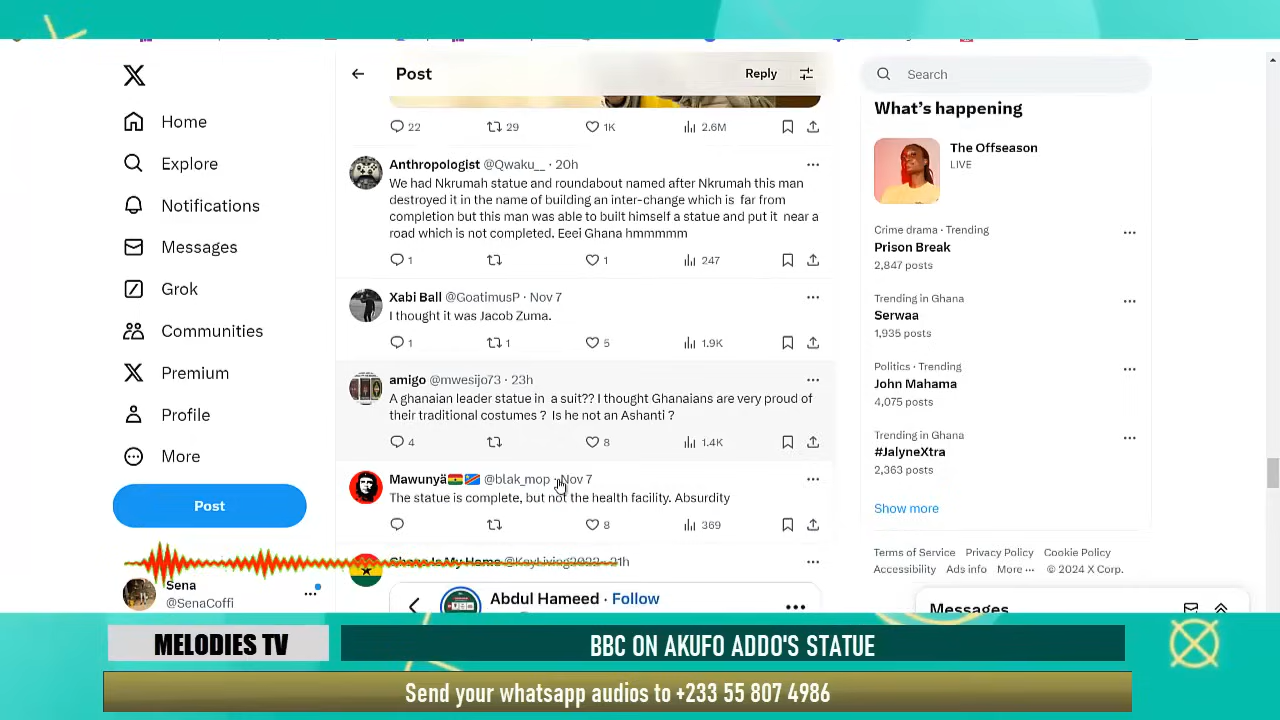 Post
Reply
Search
Home
Explore
Notifications
Messages
Grok
Communities
Premium
Profile
More
Post
Sena
@SenaCoffi
22 29 1K 2.6M
Anthropologist @Qwaku__ · 20h
We had Nkrumah statue and roundabout named after Nkrumah this man
destroyed it in the name of building an inter-change which is far from
completion but this man was able to built himself a statue and put it near a
road which is not completed. Eeei Ghana hmmmmm
1 1 247
Xabi Ball @GoatimusP · Nov 7
I thought it was Jacob Zuma.
1 1 5 1.9K
amigo @mwesijo73 · 23h
A ghanaian leader statue in a suit?? I thought Ghanaians are very proud of
their traditional costumes ? Is he not an Ashanti ?
4 8 1.4K
Mawunyä @blak_mop · Nov 7
The statue is complete, but not the health facility. Absurdity
8 369
Ghana Is My Home @KayLiving2022 · 21h
Abdul Hameed · Follow
What's happening
The Offseason
LIVE
Crime drama · Trending
Prison Break
2,847 posts
Trending in Ghana
Serwaa
1,935 posts
Politics · Trending
John Mahama
4,075 posts
Trending in Ghana
#JalyneXtra
2,363 posts
Show more
Terms of Service Privacy Policy Cookie Policy
Accessibility Ads info More ··· © 2024 X Corp.
Messages
MELODIES TV
BBC ON AKUFO ADDO'S STATUE
Send your whatsapp audios to +233 55 807 4986